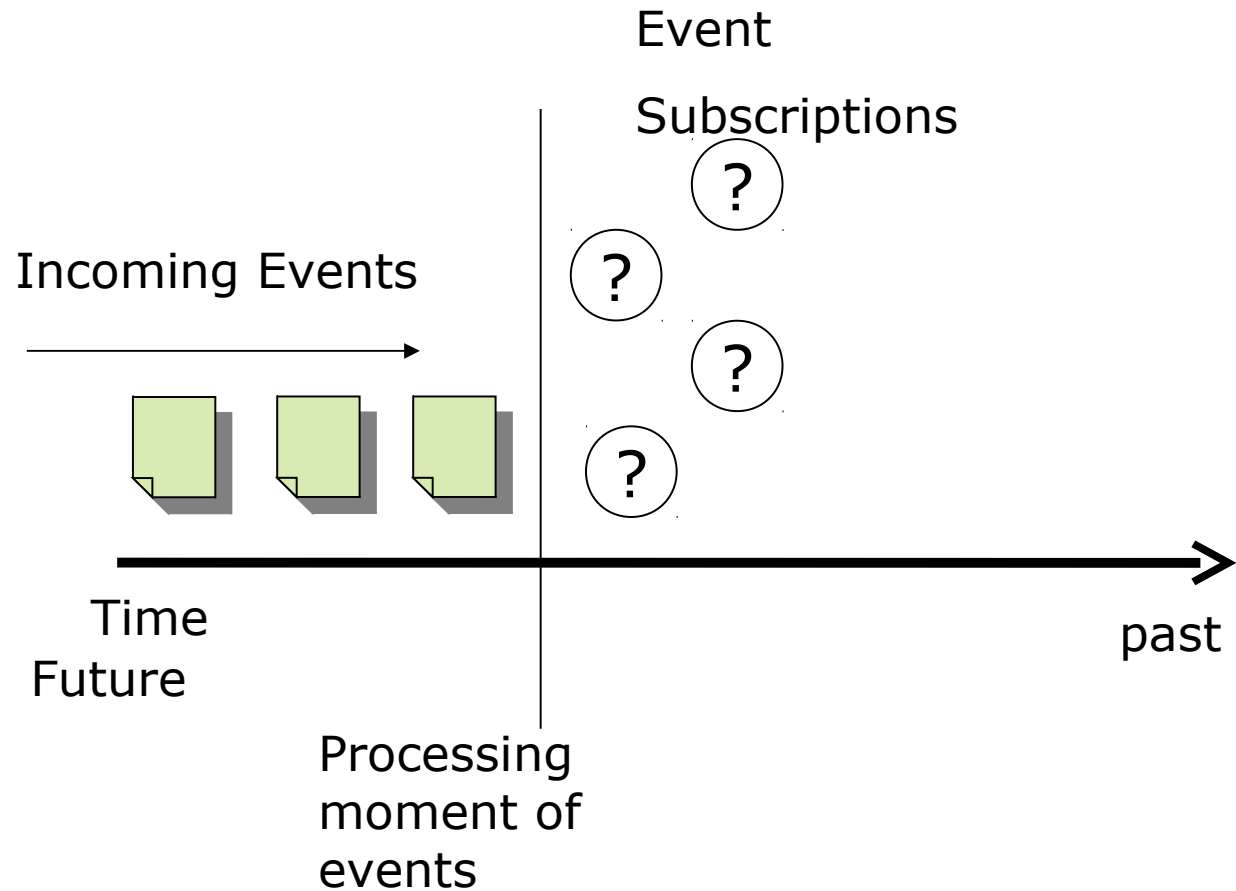 Event
Subscriptions
?
?
Incoming Events
?
?
Time
Future
past
Processing
moment of
events